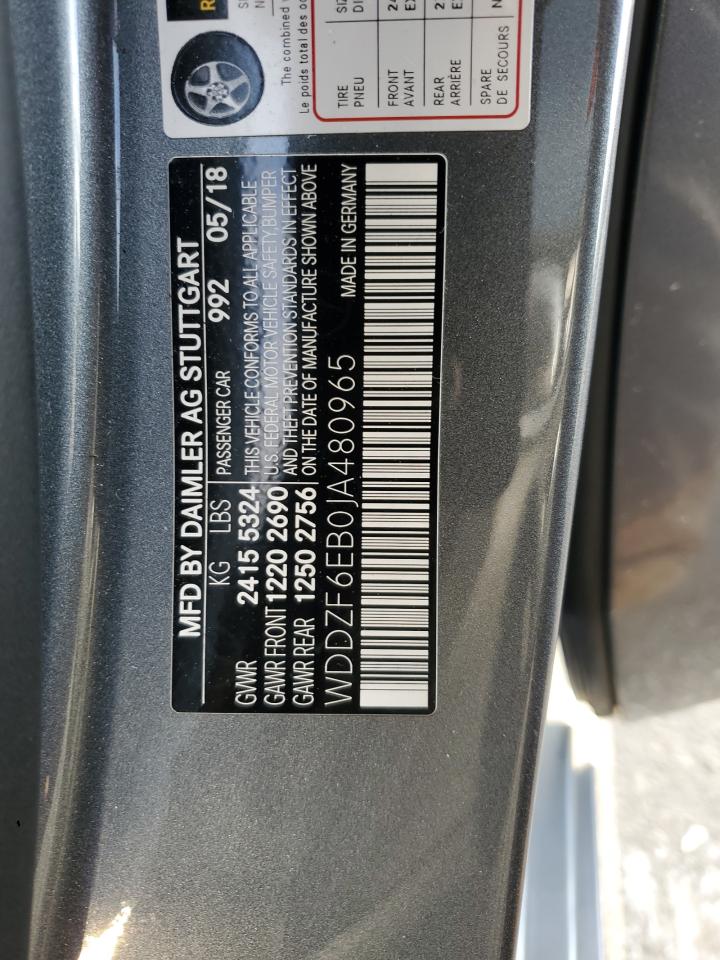 MFD BY DAIMLER AG STUTTGART
KG LBS PASSENGER CAR 992 05/18
GVWR 2415 5324 THIS VEHICLE CONFORMS TO ALL APPLICABLE
GAWR FRONT 1220 2690 U.S. FEDERAL MOTOR VEHICLE SAFETY, BUMPER
GAWR REAR 1250 2756 AND THEFT PREVENTION STANDARDS IN EFFECT
ON THE DATE OF MANUFACTURE SHOWN ABOVE
WDDZF6EB0JA480965 MADE IN GERMANY
The combined
Le poids total des
TIRE
PNEU
FRONT
AVANT
REAR
ARRIÈRE
SPARE
DE SECOURS